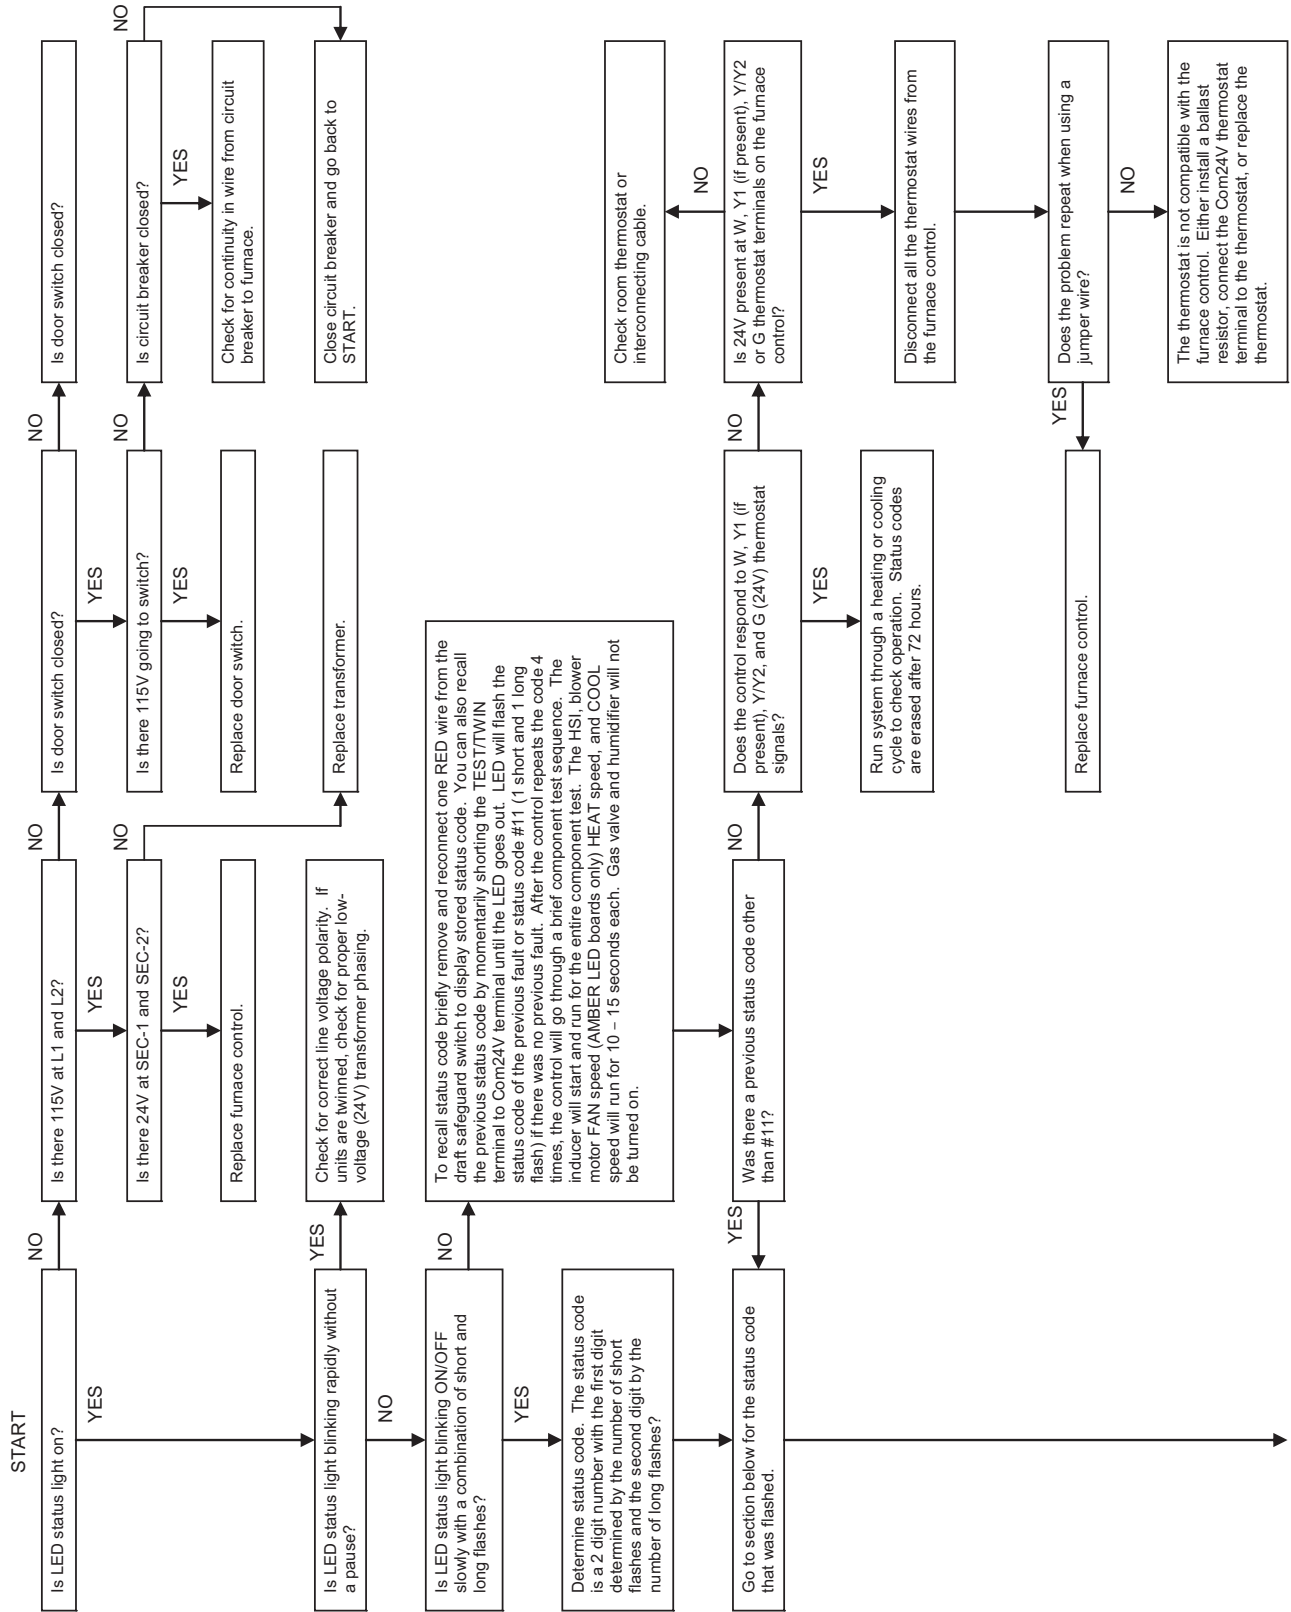 START
Is LED status light on?
NO
Is there 115V at L1 and L2?
NO
Is door switch closed?
NO
Is door switch closed?
YES
YES
YES
Is there 24V at SEC-1 and SEC-2?
NO
Is there 115V going to switch?
NO
Is circuit breaker closed?
NO
YES
YES
YES
Replace furnace control.
Replace door switch.
Check for continuity in wire from circuit
breaker to furnace.
Is LED status light blinking rapidly without
a pause?
YES
Check for correct line voltage polarity.  If
units are twinned, check for proper low-
voltage (24V) transformer phasing.
Replace transformer.
Close circuit breaker and go back to
START.
NO
Is LED status light blinking ON/OFF
slowly with a combination of short and
long flashes?
NO
To recall status code briefly remove and reconnect one RED wire from the
draft safeguard switch to display stored status code.  You can also recall
the previous status code by momentarily shorting the TEST/TWIN
terminal to Com24V terminal until the LED goes out.  LED will flash the
status code of the previous fault or status code #11 (1 short and 1 long
flash) if there was no previous fault.  After the control repeats the code 4
times, the control will go through a brief component test sequence.  The
inducer will start and run for the entire component test.  The HSI, blower
motor FAN speed (AMBER LED boards only) HEAT speed, and COOL
speed will run for 10 – 15 seconds each.  Gas valve and humidifier will not
be turned on.
YES
Determine status code.  The status code
is a 2 digit number with the first digit
determined by the number of short
flashes and the second digit by the
number of long flashes?
Check room thermostat or
interconnecting cable.
NO
Go to section below for the status code
that was flashed.
YES
Was there a previous status code other
than #11?
NO
Does the control respond to W, Y1 (if
present), Y/Y2, and G (24V) thermostat
signals?
NO
Is 24V present at W, Y1 (if present), Y/Y2
or G thermostat terminals on the furnace
control?
YES
YES
Run system through a heating or cooling
cycle to check operation.  Status codes
are erased after 72 hours.
Disconnect all the thermostat wires from
the furnace control.
Replace furnace control.
YES
Does the problem repeat when using a
jumper wire?
NO
The thermostat is not compatible with the
furnace control.  Either install a ballast
resistor, connect the Com24V thermostat
terminal to the thermostat, or replace the
thermostat.